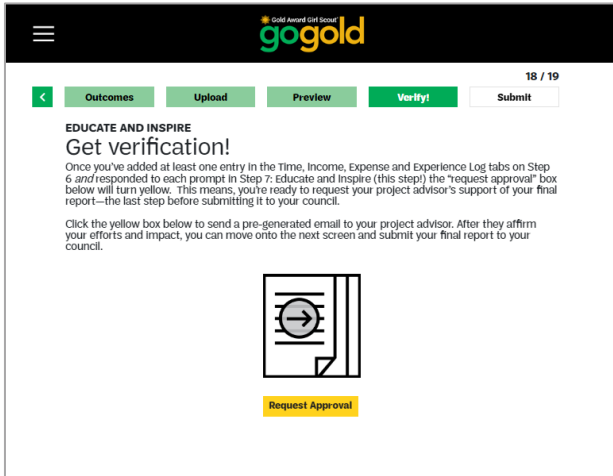 Gold Award Girl Scout
gogold
18 / 19
< Outcomes Upload Preview Verify! Submit
EDUCATE AND INSPIRE
Get verification!
Once you've added at least one entry in the Time, Income, Expense and Experience Log tabs on Step
6 and responded to each prompt in Step 7: Educate and Inspire (this step!) the "request approval" box
below will turn yellow. This means, you're ready to request your project advisor's support of your final
report—the last step before submitting it to your council.
Click the yellow box below to send a pre-generated email to your project advisor. After they affirm
your efforts and impact, you can move onto the next screen and submit your final report to your
council.
Request Approval